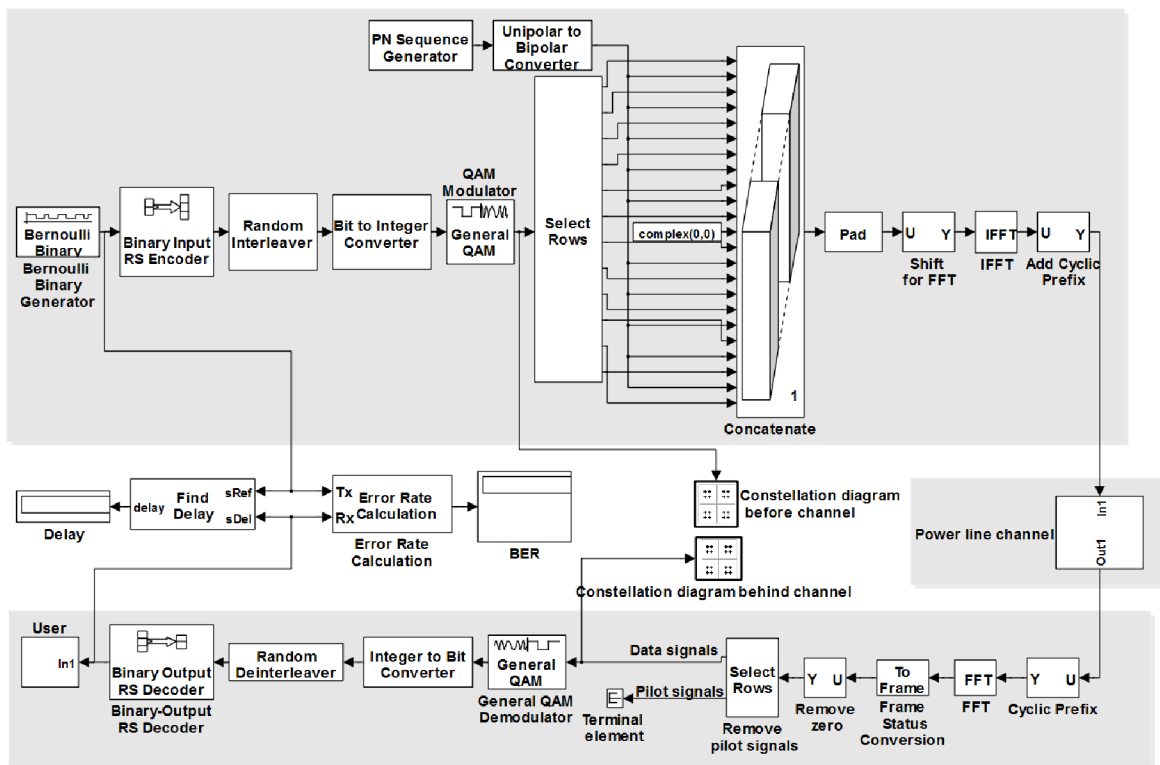 PN Sequence
Generator
Unipolar to
Bipolar
Converter
QAM
Modulator
Bernoulli
Binary
Bernoulli
Binary
Generator
Binary Input
RS Encoder
Random
Interleaver
Bit to Integer
Converter
General
QAM
Select
Rows
complex(0,0)
1
Concatenate
Pad
U Y
Shift
for FFT
IFFT
IFFT
U Y
Add Cyclic
Prefix
delay
Delay
Find
Delay
sRef
sDel
Tx
Rx
Error Rate
Calculation
Error Rate
Calculation
BER
Constellation diagram
before channel
Constellation diagram behind channel
Power line channel
In1
Out1
User
In1
Binary Output
RS Decoder
Binary-Output
RS Decoder
Random
Deinterleaver
Integer to Bit
Converter
General
QAM
General QAM
Demodulator
Data signals
Pilot signals
E
Terminal
element
Select
Rows
Remove
pilot signals
Y U
Remove
zero
To
Frame
Frame
Status
Conversion
FFT
FFT
Y U
Cyclic Prefix